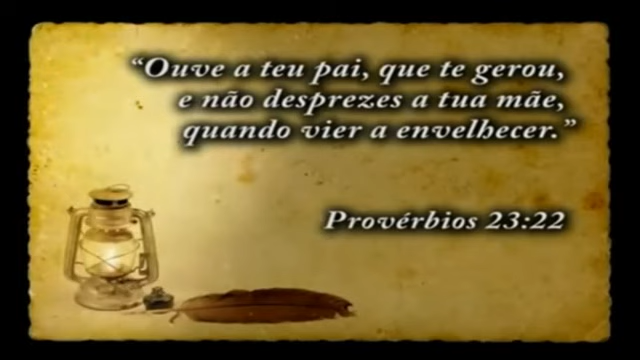 “Ouve a teu pai, que te gerou,
e não desprezes a tua mãe,
quando vier a envelhecer.”
Provérbios 23:22